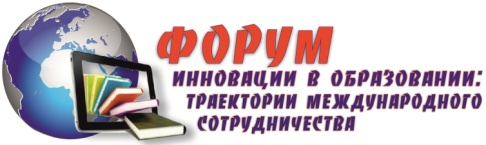 ФОРУМ
ИННОВАЦИИ В ОБРАЗОВАНИИ:
ТРАЕКТОРИИ МЕЖДУНАРОДНОГО
СОТРУДНИЧЕСТВА